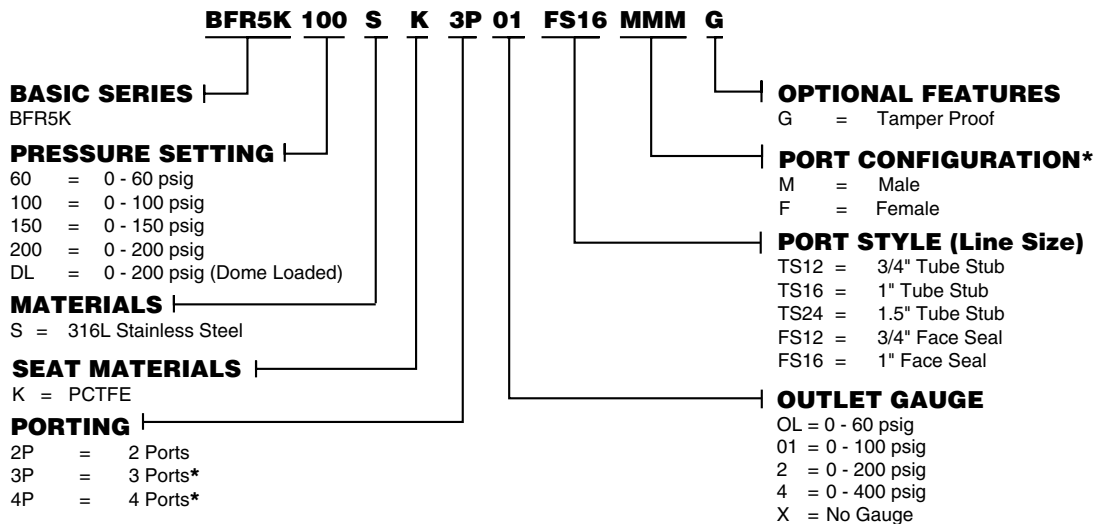 BFR5K 100 S K 3P 01 FS16 MMM G
BASIC SERIES
BFR5K
PRESSURE SETTING
60 = 0 - 60 psig
100 = 0 - 100 psig
150 = 0 - 150 psig
200 = 0 - 200 psig
DL = 0 - 200 psig (Dome Loaded)
MATERIALS
S = 316L Stainless Steel
SEAT MATERIALS
K = PCTFE
PORTING
2P = 2 Ports
3P = 3 Ports*
4P = 4 Ports*
OPTIONAL FEATURES
G = Tamper Proof
PORT CONFIGURATION*
M = Male
F = Female
PORT STYLE (Line Size)
TS12 = 3/4" Tube Stub
TS16 = 1" Tube Stub
TS24 = 1.5" Tube Stub
FS12 = 3/4" Face Seal
FS16 = 1" Face Seal
OUTLET GAUGE
OL = 0 - 60 psig
01 = 0 - 100 psig
2 = 0 - 200 psig
4 = 0 - 400 psig
X = No Gauge